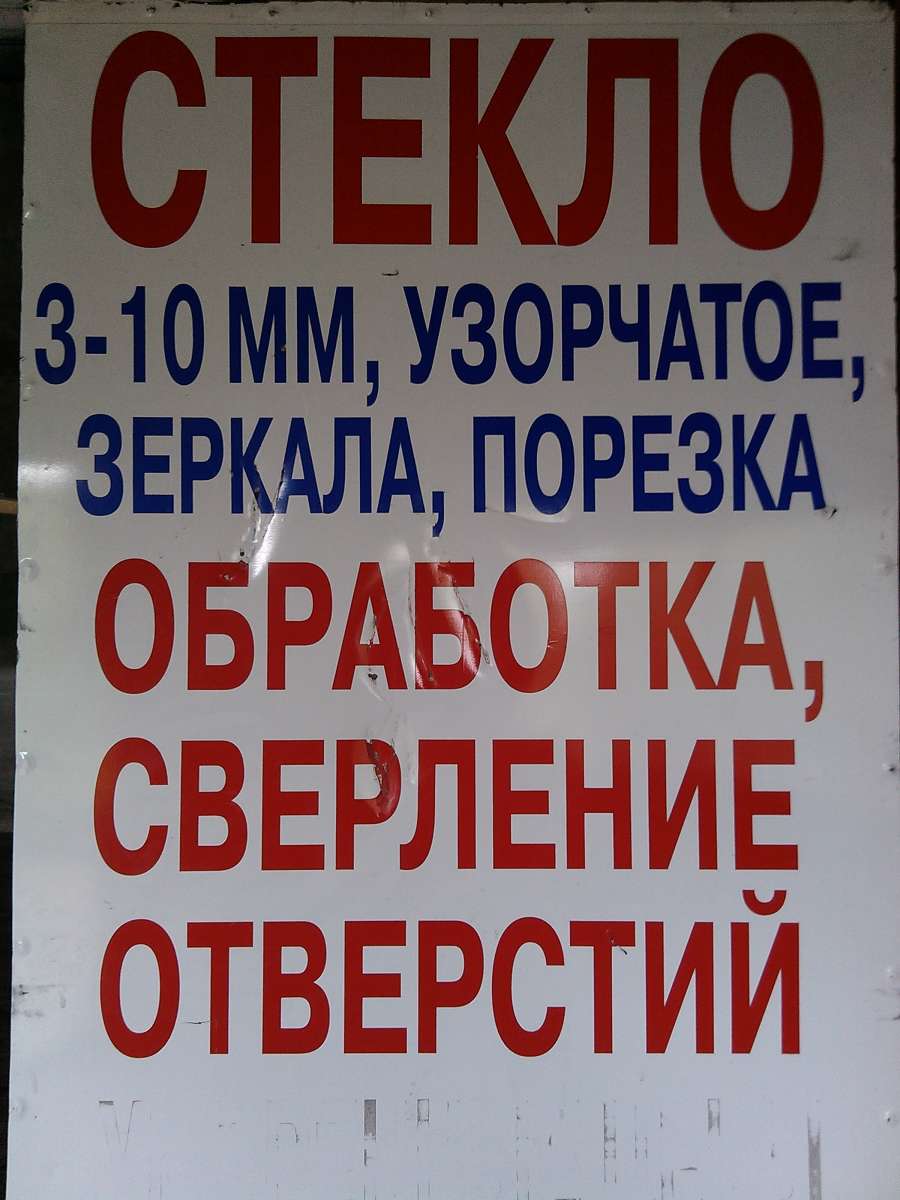 СТЕКЛО
3-10 ММ, УЗОРЧАТОЕ,
ЗЕРКАЛА, ПОРЕЗКА
ОБРАБОТКА,
СВЕРЛЕНИЕ
ОТВЕРСТИЙ